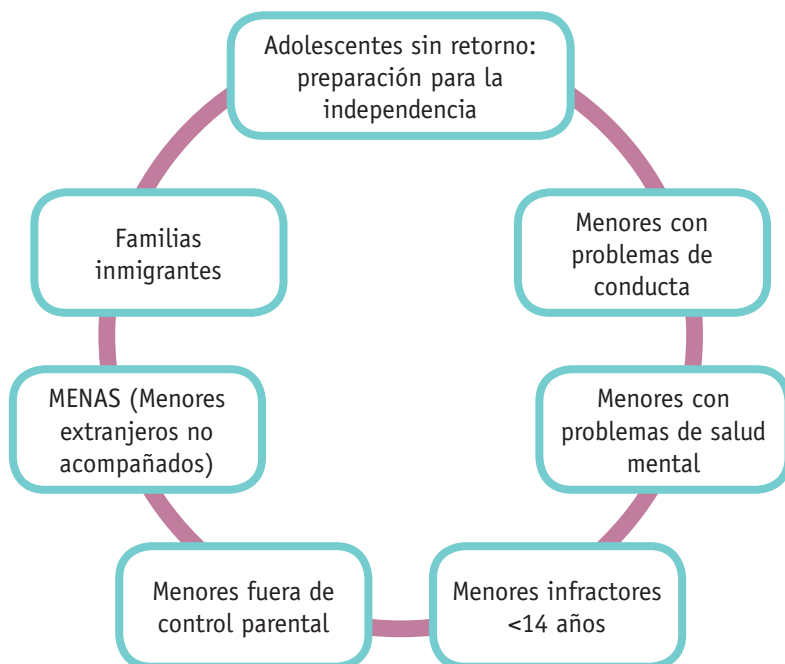 Adolescentes sin retorno:
preparación para la
independencia
Menores con
problemas de
conducta
Menores con
problemas de salud
mental
Menores infractores
<14 años
Menores fuera de
control parental
MENAS (Menores
extranjeros no
acompañados)
Familias
inmigrantes